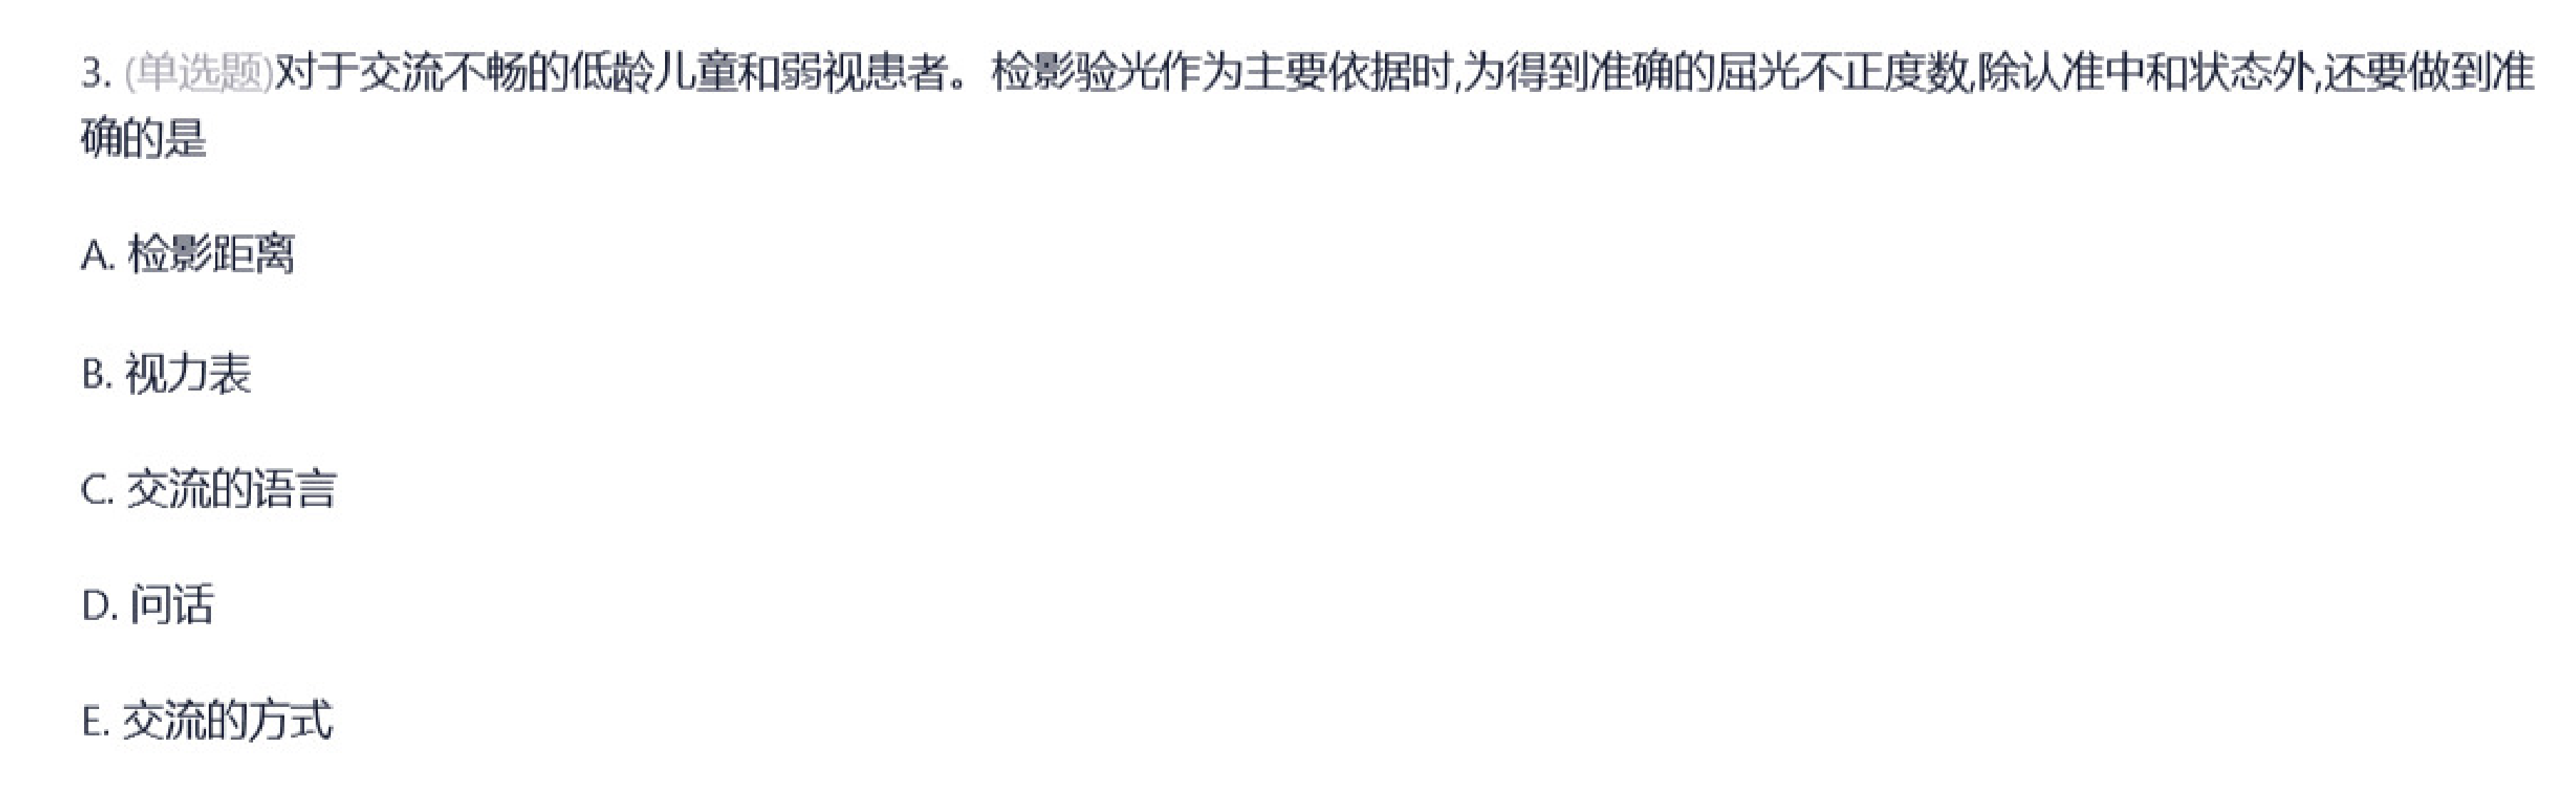 3. (单选题)对于交流不畅的低龄儿童和弱视患者。检影验光作为主要依据时,为得到准确的屈光不正度数,除认准中和状态外,还要做到准
确的是
A. 检影距离
B. 视力表
C. 交流的语言
D. 问话
E. 交流的方式